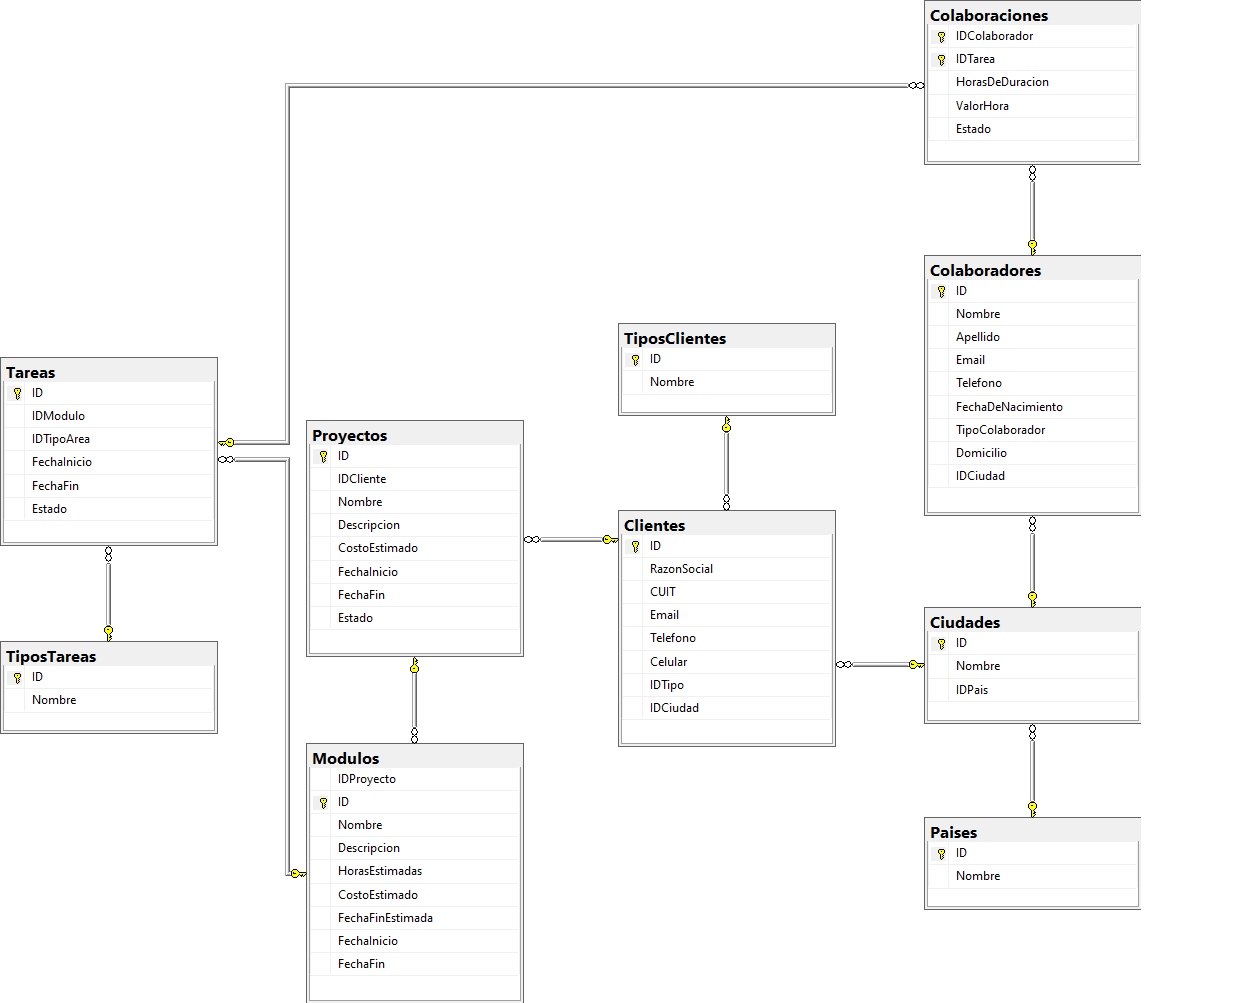 Colaboraciones
IDColaborador
IDTarea
HorasDeDuracion
ValorHora
Estado
Colaboradores
ID
Nombre
Apellido
Email
Telefono
FechaDeNacimiento
TipoColaborador
Domicilio
IDCiudad
TiposClientes
ID
Nombre
Tareas
ID
IDModulo
IDTipoArea
FechaInicio
FechaFin
Estado
Proyectos
ID
IDCliente
Nombre
Descripcion
CostoEstimado
FechaInicio
FechaFin
Estado
Clientes
ID
RazonSocial
CUIT
Email
Telefono
Celular
IDTipo
IDCiudad
Ciudades
ID
Nombre
IDPais
TiposTareas
ID
Nombre
Modulos
IDProyecto
ID
Nombre
Descripcion
HorasEstimadas
CostoEstimado
FechaFinEstimada
FechaInicio
FechaFin
Paises
ID
Nombre